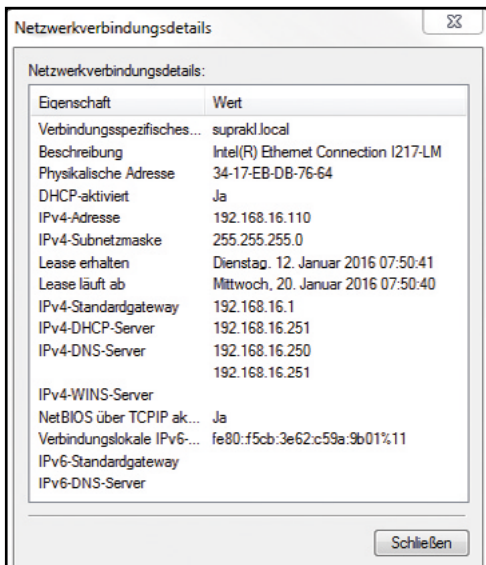 Netzwerkverbindungsdetails
Netzwerkverbindungsdetails:
Eigenschaft Wert
Verbindungsspezifisches... suprakl.local
Beschreibung Intel(R) Ethernet Connection I217-LM
Physikalische Adresse 34-17-EB-DB-76-64
DHCP-aktiviert Ja
IPv4-Adresse 192.168.16.110
IPv4-Subnetzmaske 255.255.255.0
Lease erhalten Dienstag, 12. Januar 2016 07:50:41
Lease läuft ab Mittwoch, 20. Januar 2016 07:50:40
IPv4-Standardgateway 192.168.16.1
IPv4-DHCP-Server 192.168.16.251
IPv4-DNS-Server 192.168.16.250
192.168.16.251
IPv4-WINS-Server
NetBIOS über TCPIP ak... Ja
Verbindungslokale IPv6-... fe80::f5cb:3e62:c59a:9b01%11
IPv6-Standardgateway
IPv6-DNS-Server
Schließen